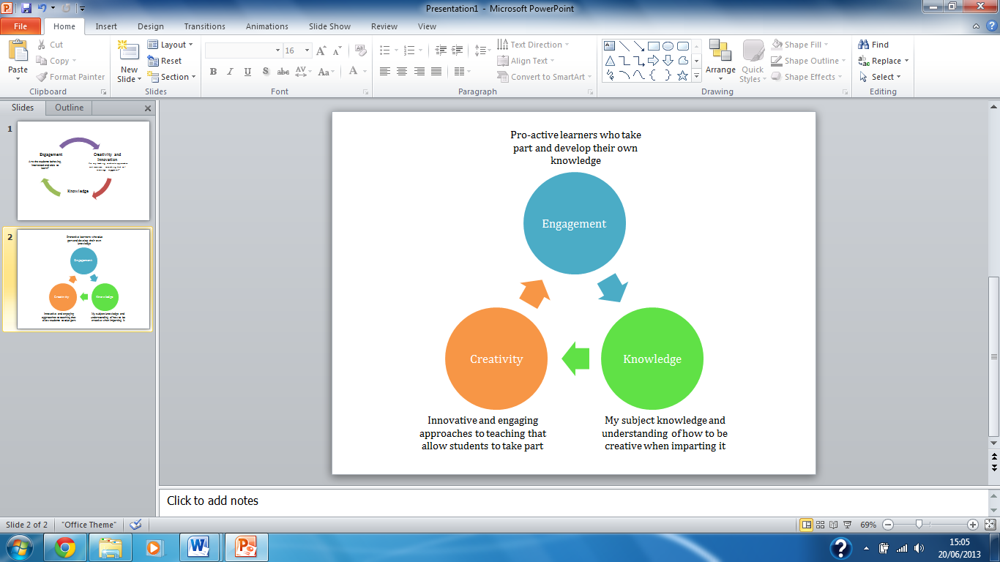 Presentation1 - Microsoft PowerPoint
File Home Insert Design Transitions Animations Slide Show Review View
Paste
Cut
Copy
Format Painter
Clipboard
New
Slide
Layout
Reset
Section
Slides
16
A A
B I U S abc AV Aa A
Font
Text Direction
Align Text
Convert to SmartArt
Paragraph
Arrange
Quick
Styles
Shape Fill
Shape Outline
Shape Effects
Drawing
Find
Replace
Select
Editing
Slides Outline
1
Engagement
Are the students behaving,
interested and able to
learn?
Creativity and
Innovation
Knowledge
2
Pro-active learners who take
part and develop their own
knowledge
Engagement
Creativity
Knowledge
Innovative and engaging
approaches to teaching that
allow students to take part
My subject knowledge and
understanding of how to be
creative when imparting it
Pro-active learners who take
part and develop their own
knowledge
Engagement
Creativity
Knowledge
Innovative and engaging
approaches to teaching that
allow students to take part
My subject knowledge and
understanding of how to be
creative when imparting it
Click to add notes
Slide 2 of 2
"Office Theme"
69%
15:05
20/06/2013